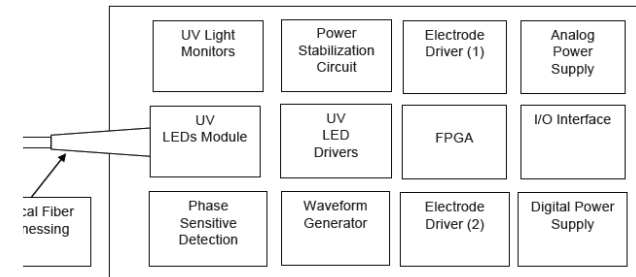 UV Light
Monitors
Power
Stabilization
Circuit
Electrode
Driver (1)
Analog
Power
Supply
UV
LEDs Module
UV
LED
Drivers
FPGA
I/O Interface
cal Fiber
nessing
Phase
Sensitive
Detection
Waveform
Generator
Electrode
Driver (2)
Digital Power
Supply